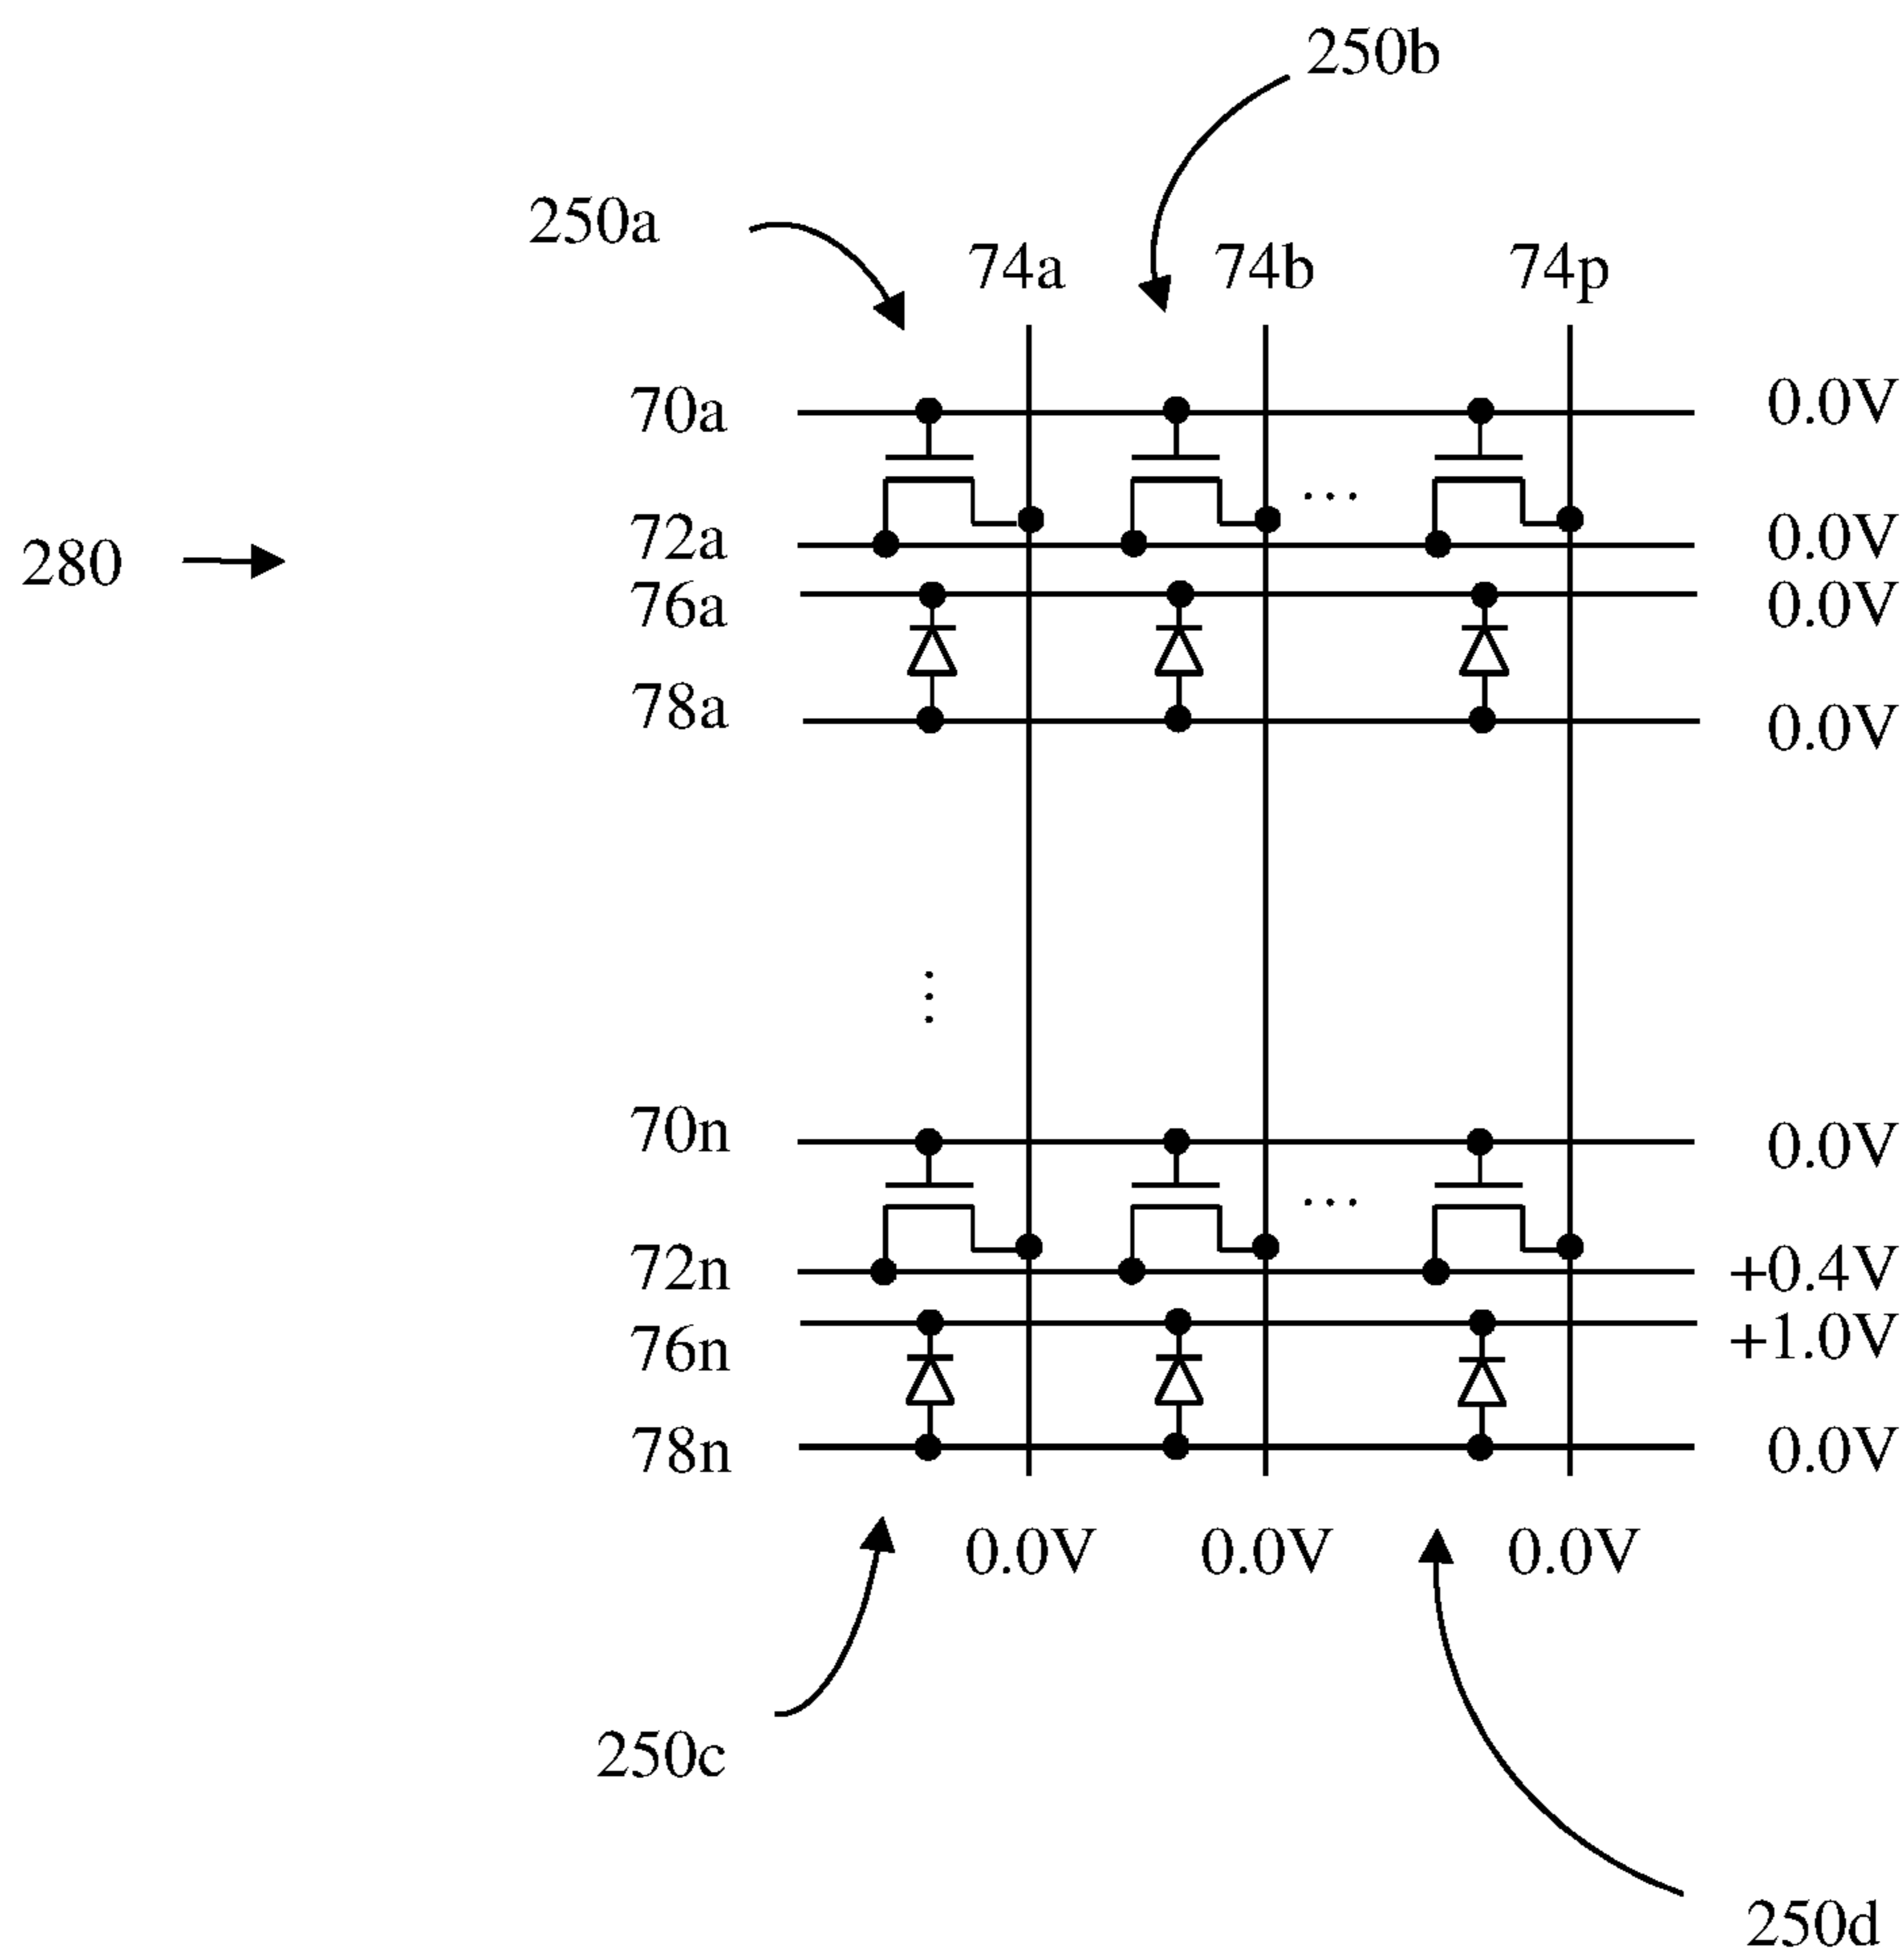 250b
250a
74a 74b 74p
70a 0.0V
...
72a 0.0V
280
76a 0.0V
78a 0.0V
...
70n 0.0V
...
72n +0.4V
76n +1.0V
78n 0.0V
0.0V 0.0V 0.0V
250c
250d